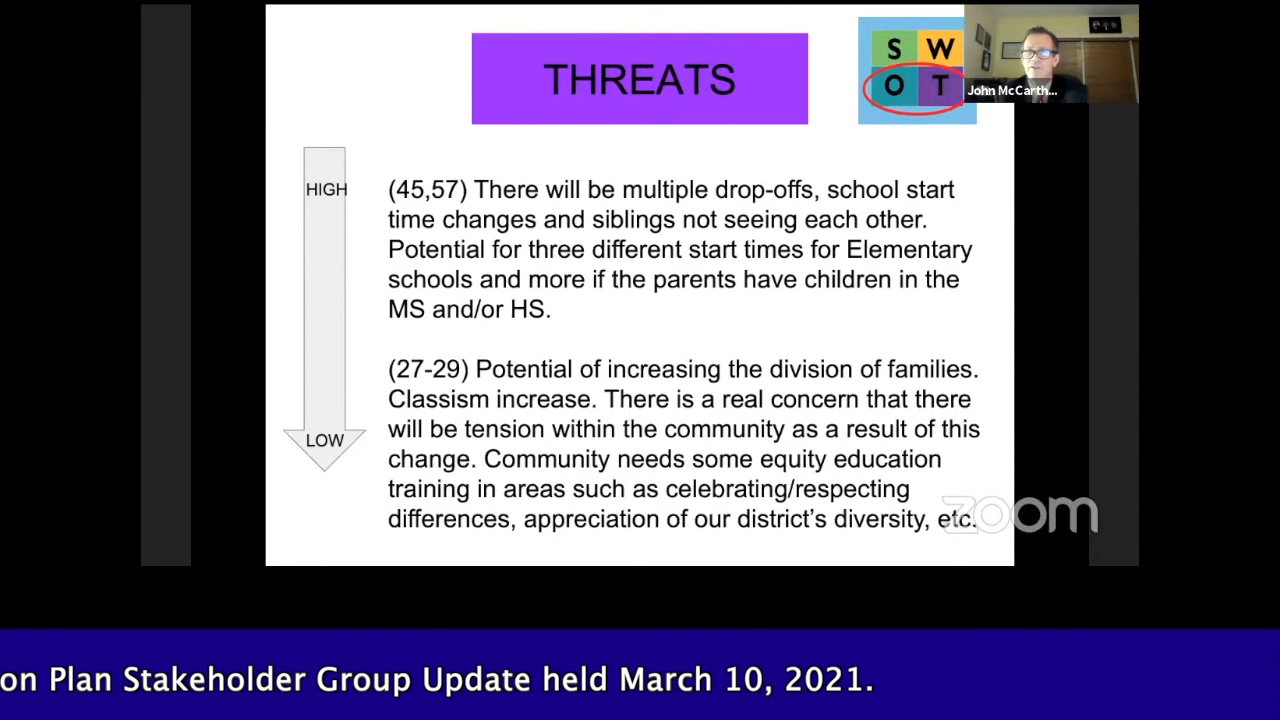 THREATS
S W
O T
John McCarth...
HIGH
(45,57) There will be multiple drop-offs, school start
time changes and siblings not seeing each other.
Potential for three different start times for Elementary
schools and more if the parents have children in the
MS and/or HS.
(27-29) Potential of increasing the division of families.
Classism increase. There is a real concern that there
will be tension within the community as a result of this
change. Community needs some equity education
training in areas such as celebrating/respecting
differences, appreciation of our district's diversity, etc.
LOW
zoom
on Plan Stakeholder Group Update held March 10, 2021.